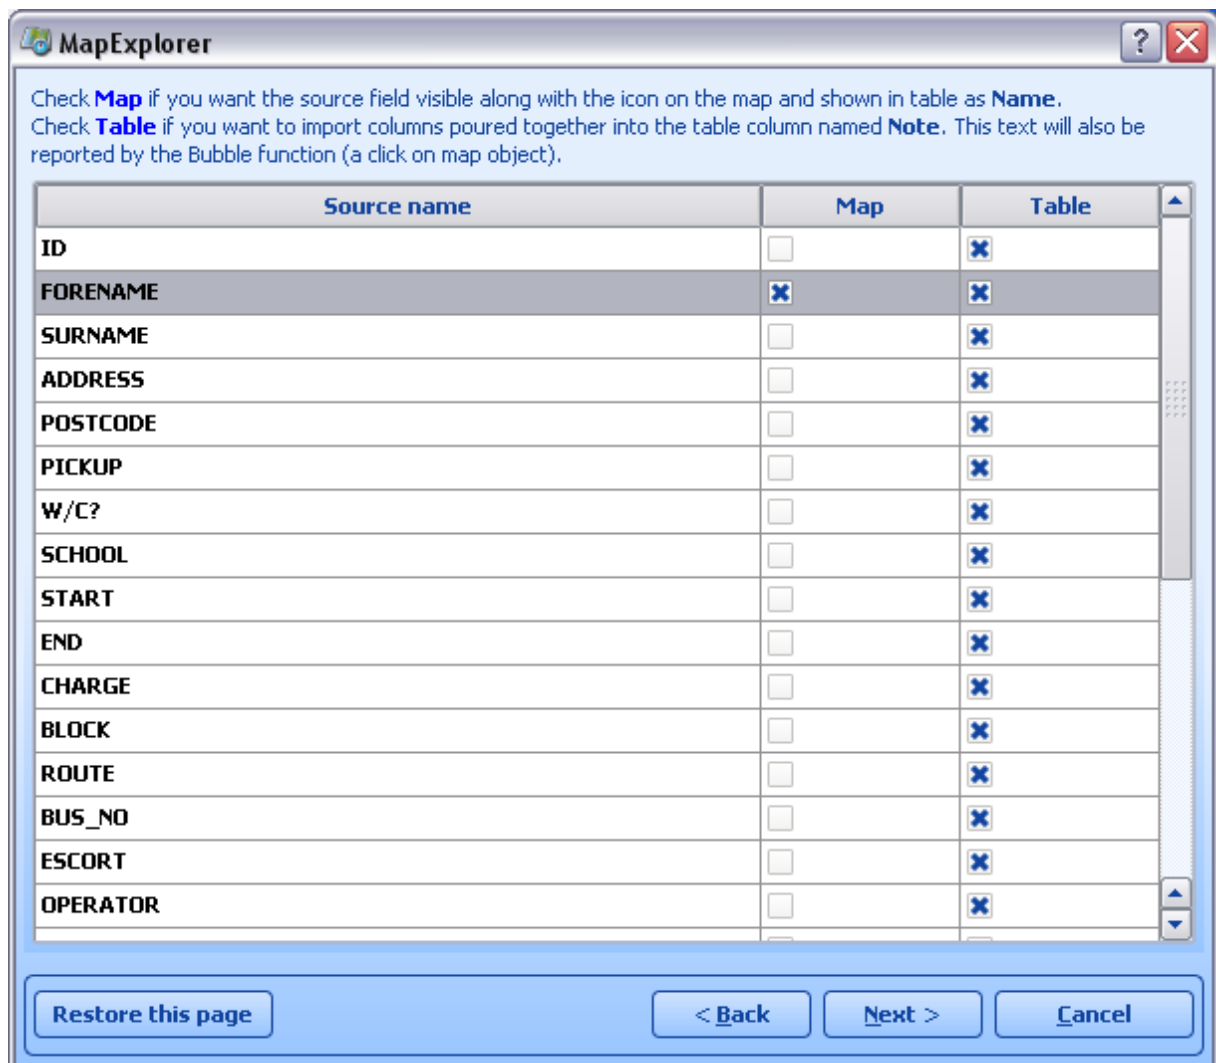 MapExplorer
?
Check Map if you want the source field visible along with the icon on the map and shown in table as Name.
Check Table if you want to import columns poured together into the table column named Note. This text will also be
reported by the Bubble function (a click on map object).
Source name Map Table
ID
FORENAME
SURNAME
ADDRESS
POSTCODE
PICKUP
W/C?
SCHOOL
START
END
CHARGE
BLOCK
ROUTE
BUS_NO
ESCORT
OPERATOR
Restore this page < Back Next > Cancel